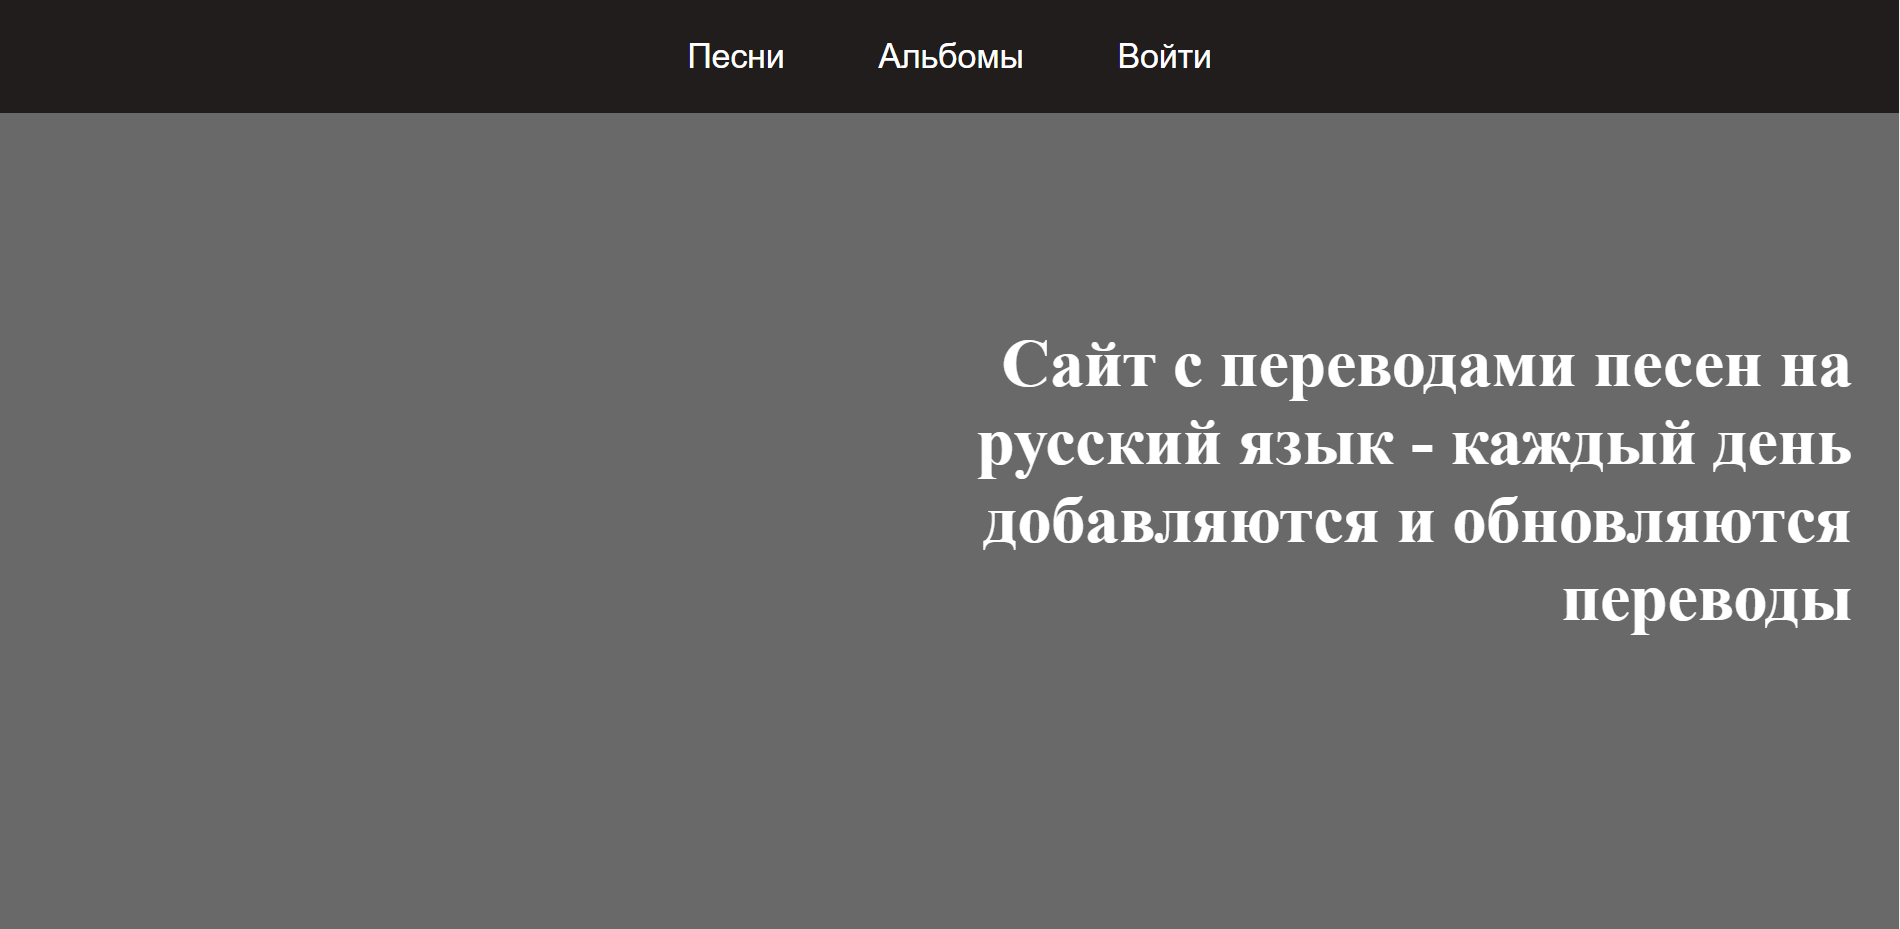 Песни Альбомы Войти
Сайт с переводами песен на
русский язык - каждый день
добавляются и обновляются
переводы